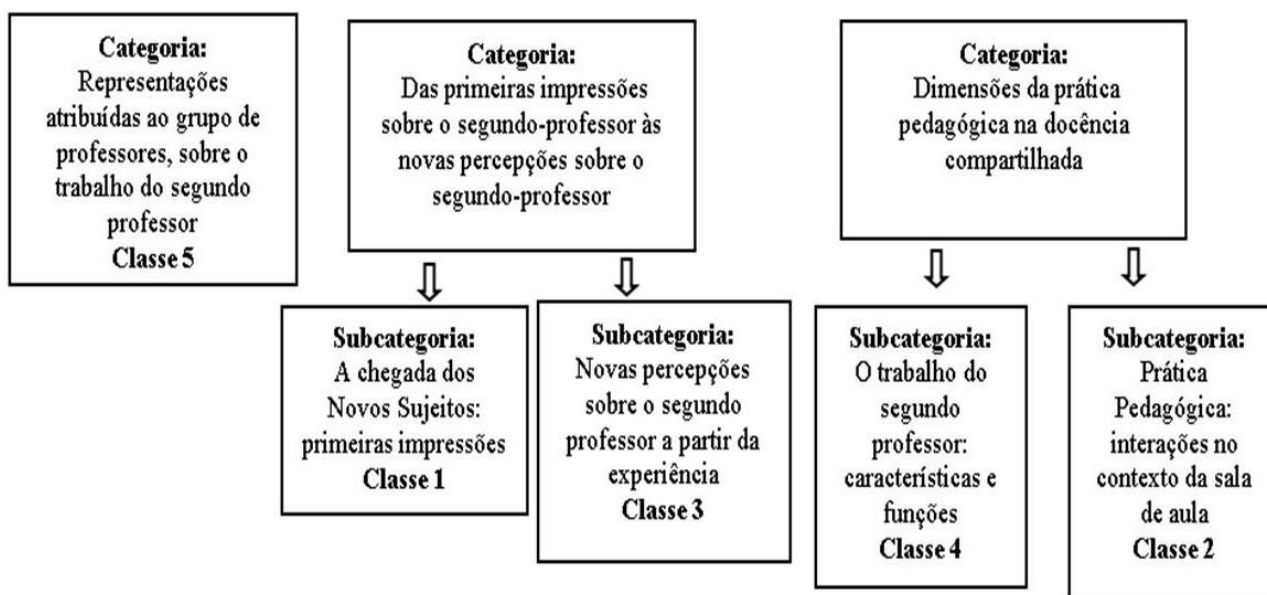 Categoria:
Representações
atribuídas ao grupo de
professores, sobre o
trabalho do segundo
professor
Classe 5
Categoria:
Das primeiras impressões
sobre o segundo-professor às
novas percepções sobre o
segundo-professor
Categoria:
Dimensões da prática
pedagógica na docência
compartilhada
Subcategoria:
A chegada dos
Novos Sujeitos:
primeiras impressões
Classe 1
Subcategoria:
Novas percepções
sobre o segundo
professor a partir da
experiência
Classe 3
Subcategoria:
O trabalho do
segundo
professor:
características e
funções
Classe 4
Subcategoria:
Prática
Pedagógica:
interações no
contexto da sala
de aula
Classe 2